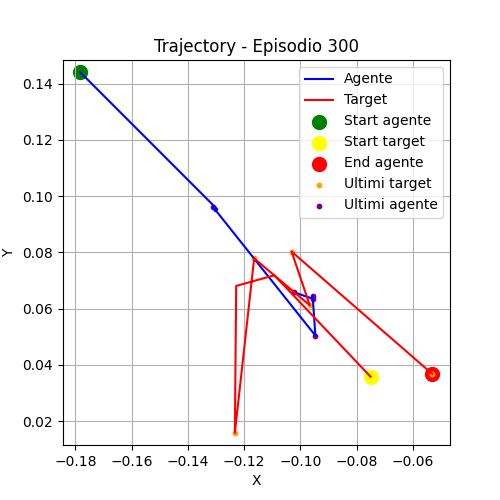 Trajectory - Episodio 300
Agente
Target
Start agente
Start target
End agente
Ultimi target
Ultimi agente
Y
0.14
0.12
0.10
0.08
0.06
0.04
0.02
−0.18
−0.16
−0.14
−0.12
−0.10
−0.08
−0.06
X